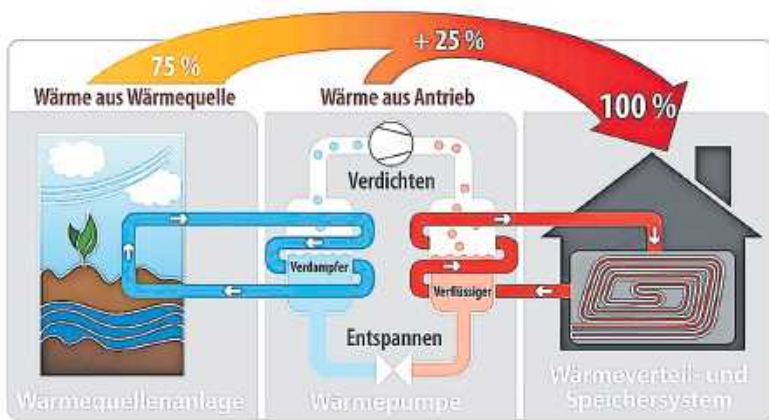 75 %
+ 25 %
100 %
Wärme aus Wärmequelle
Wärme aus Antrieb
Verdichten
Verdampfer
Verflüssiger
Entspannen
Wärmequellenanlage
Wärmepumpe
Wärmeverteil- und
Speichersystem